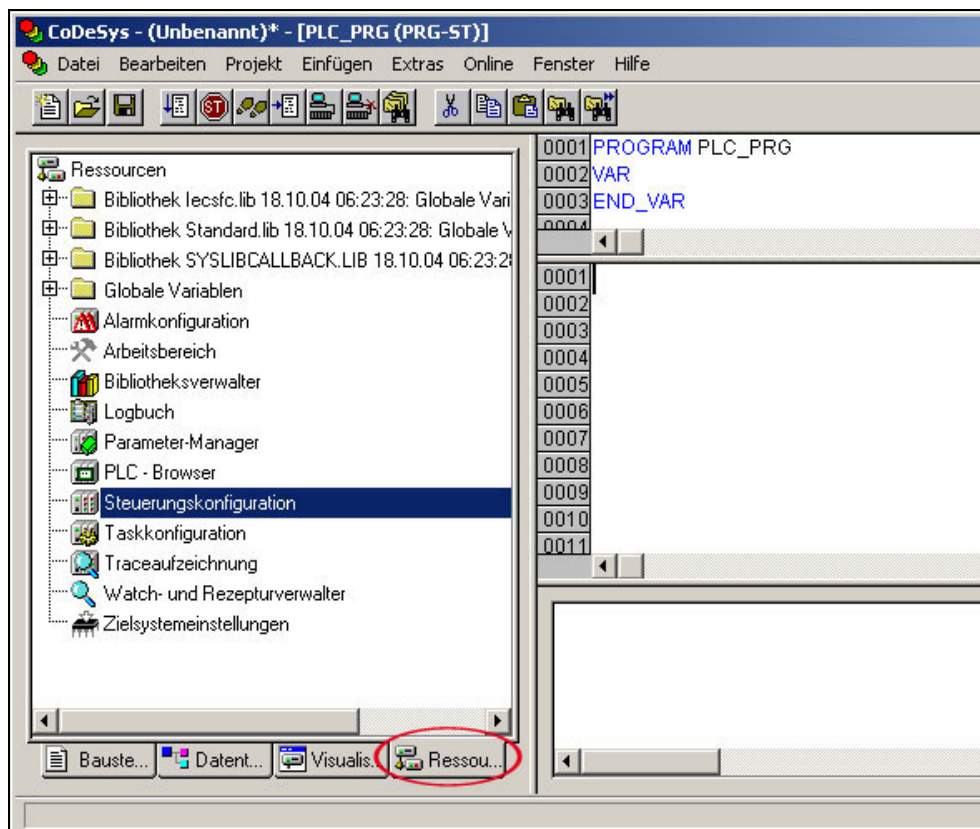 CoDeSys - (Unbenannt)* - [PLC_PRG (PRG-ST)]
Datei Bearbeiten Projekt Einfügen Extras Online Fenster Hilfe
ST
Ressourcen
Bibliothek Iecsfc.lib 18.10.04 06:23:28: Globale Vari
Bibliothek Standard.lib 18.10.04 06:23:28: Globale V
Bibliothek SYSLIBCALLBACK.LIB 18.10.04 06:23:28
Globale Variablen
Alarmkonfiguration
Arbeitsbereich
Bibliotheksverwalter
Logbuch
Parameter-Manager
PLC - Browser
Steuerungskonfiguration
Taskkonfiguration
Traceaufzeichnung
Watch- und Rezepturverwalter
Zielsystemeinstellungen
Bauste... Datent... Visualis... Ressou...
0001 PROGRAM PLC_PRG
0002 VAR
0003 END_VAR
0004
0001
0002
0003
0004
0005
0006
0007
0008
0009
0010
0011